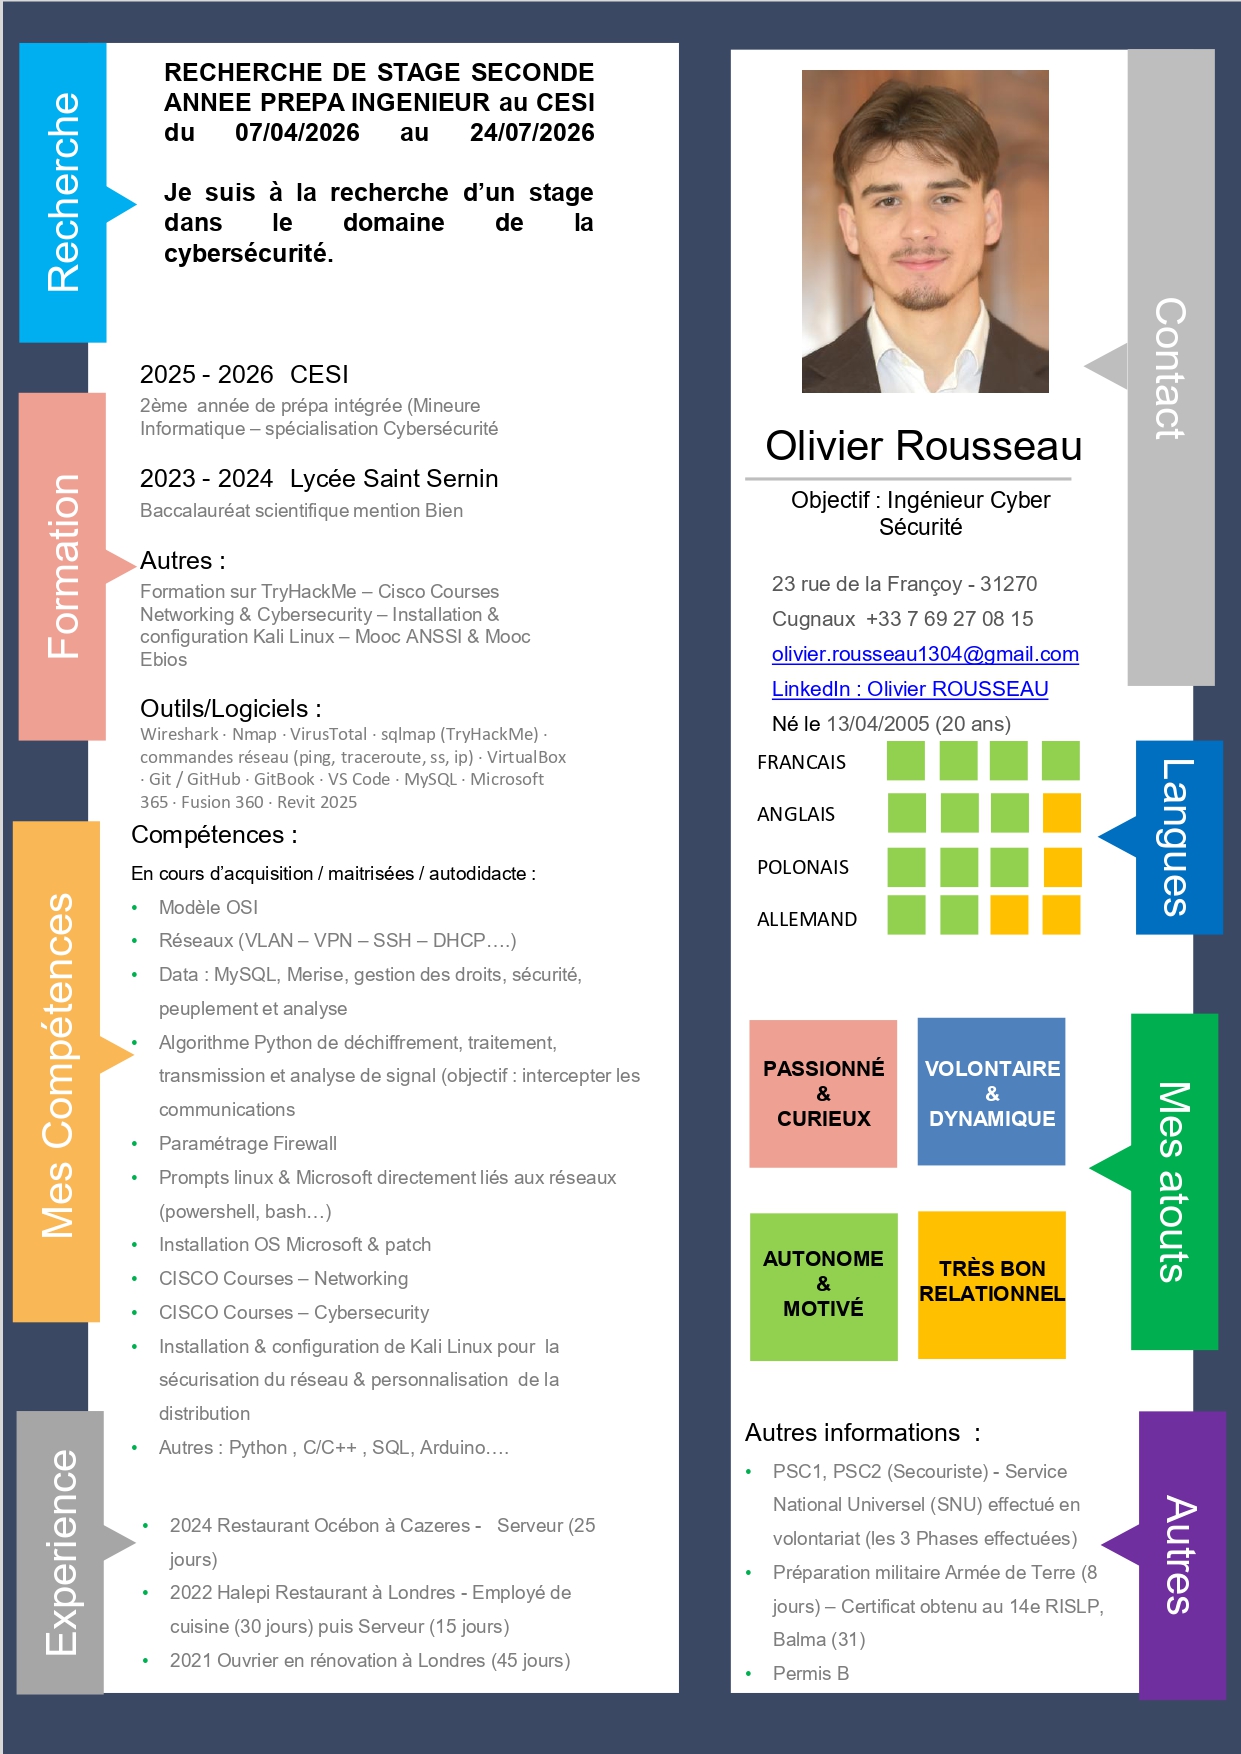 Recherche
RECHERCHE DE STAGE SECONDE
ANNEE PREPA INGENIEUR au CESI
du 07/04/2026 au 24/07/2026
Je suis à la recherche d’un stage
dans le domaine de la
cybersécurité.
Formation
2025 - 2026 CESI
2ème année de prépa intégrée (Mineure
Informatique – spécialisation Cybersécurité
2023 - 2024 Lycée Saint Sernin
Baccalauréat scientifique mention Bien
Autres :
Formation sur TryHackMe – Cisco Courses
Networking & Cybersecurity – Installation &
configuration Kali Linux – Mooc ANSSI & Mooc
Ebios
Outils/Logiciels :
Wireshark · Nmap · VirusTotal · sqlmap (TryHackMe) ·
commandes réseau (ping, traceroute, ss, ip) · VirtualBox
· Git / GitHub · GitBook · VS Code · MySQL · Microsoft
365 · Fusion 360 · Revit 2025
Mes Compétences
Compétences :
En cours d’acquisition / maitrisées / autodidacte :
• Modèle OSI
• Réseaux (VLAN – VPN – SSH – DHCP….)
• Data : MySQL, Merise, gestion des droits, sécurité,
peuplement et analyse
• Algorithme Python de déchiffrement, traitement,
transmission et analyse de signal (objectif : intercepter les
communications
• Paramétrage Firewall
• Prompts linux & Microsoft directement liés aux réseaux
(powershell, bash…)
• Installation OS Microsoft & patch
• CISCO Courses – Networking
• CISCO Courses – Cybersecurity
• Installation & configuration de Kali Linux pour la
sécurisation du réseau & personnalisation de la
distribution
• Autres : Python , C/C++ , SQL, Arduino….
Experience
• 2024 Restaurant Océbon à Cazeres - Serveur (25
jours)
• 2022 Halepi Restaurant à Londres - Employé de
cuisine (30 jours) puis Serveur (15 jours)
• 2021 Ouvrier en rénovation à Londres (45 jours)
Contact
Olivier Rousseau
Objectif : Ingénieur Cyber
Sécurité
23 rue de la Françoy - 31270
Cugnaux +33 7 69 27 08 15
olivier.rousseau1304@gmail.com
LinkedIn : Olivier ROUSSEAU
Né le 13/04/2005 (20 ans)
Langues
FRANCAIS
ANGLAIS
POLONAIS
ALLEMAND
Mes atouts
PASSIONNÉ
&
CURIEUX
VOLONTAIRE
&
DYNAMIQUE
AUTONOME
&
MOTIVÉ
TRÈS BON
RELATIONNEL
Autres
Autres informations :
• PSC1, PSC2 (Secouriste) - Service
National Universel (SNU) effectué en
volontariat (les 3 Phases effectuées)
• Préparation militaire Armée de Terre (8
jours) – Certificat obtenu au 14e RISLP,
Balma (31)
• Permis B